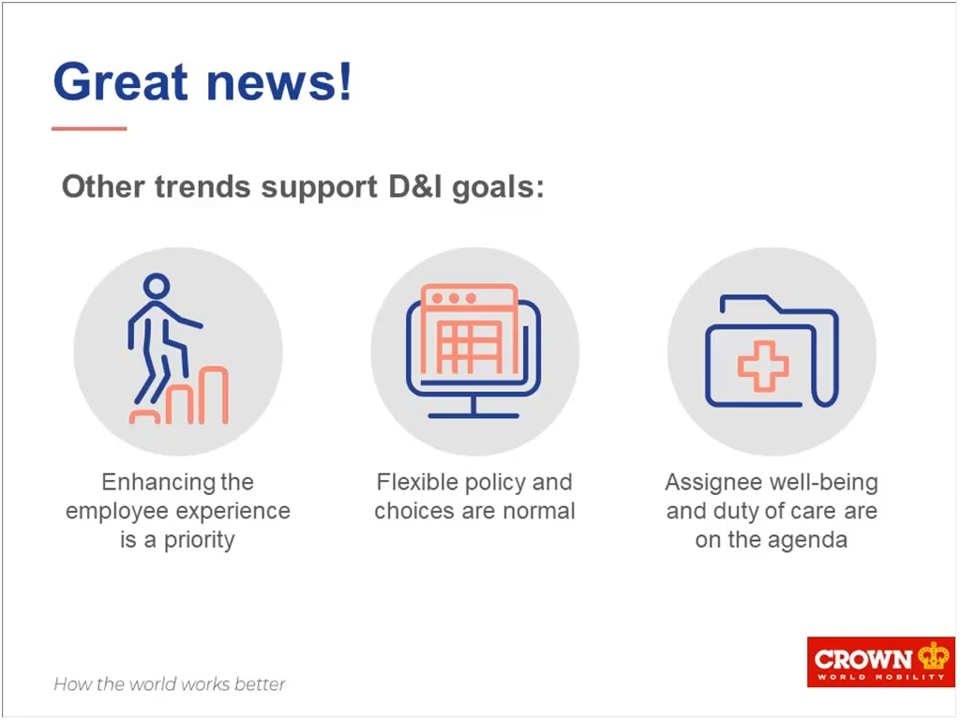 Great news!
Other trends support D&I goals:
Enhancing the
employee experience
is a priority
Flexible policy and
choices are normal
Assignee well-being
and duty of care are
on the agenda
How the world works better
CROWN
WORLD MOBILITY